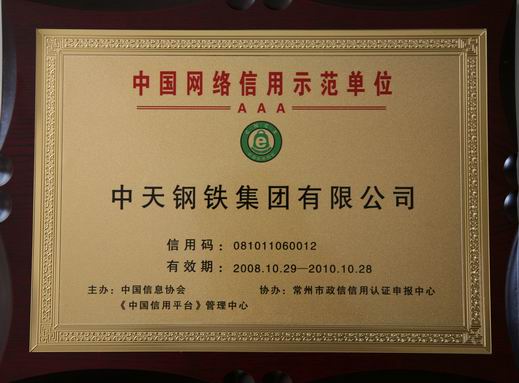 中国网络信用示范单位
AAA
e
中天钢铁集团有限公司
信用码：081011060012
有效期：2008.10.29—2010.10.28
主办：中国信息协会 协办：常州市政信信用认证申报中心
《中国信用平台》管理中心